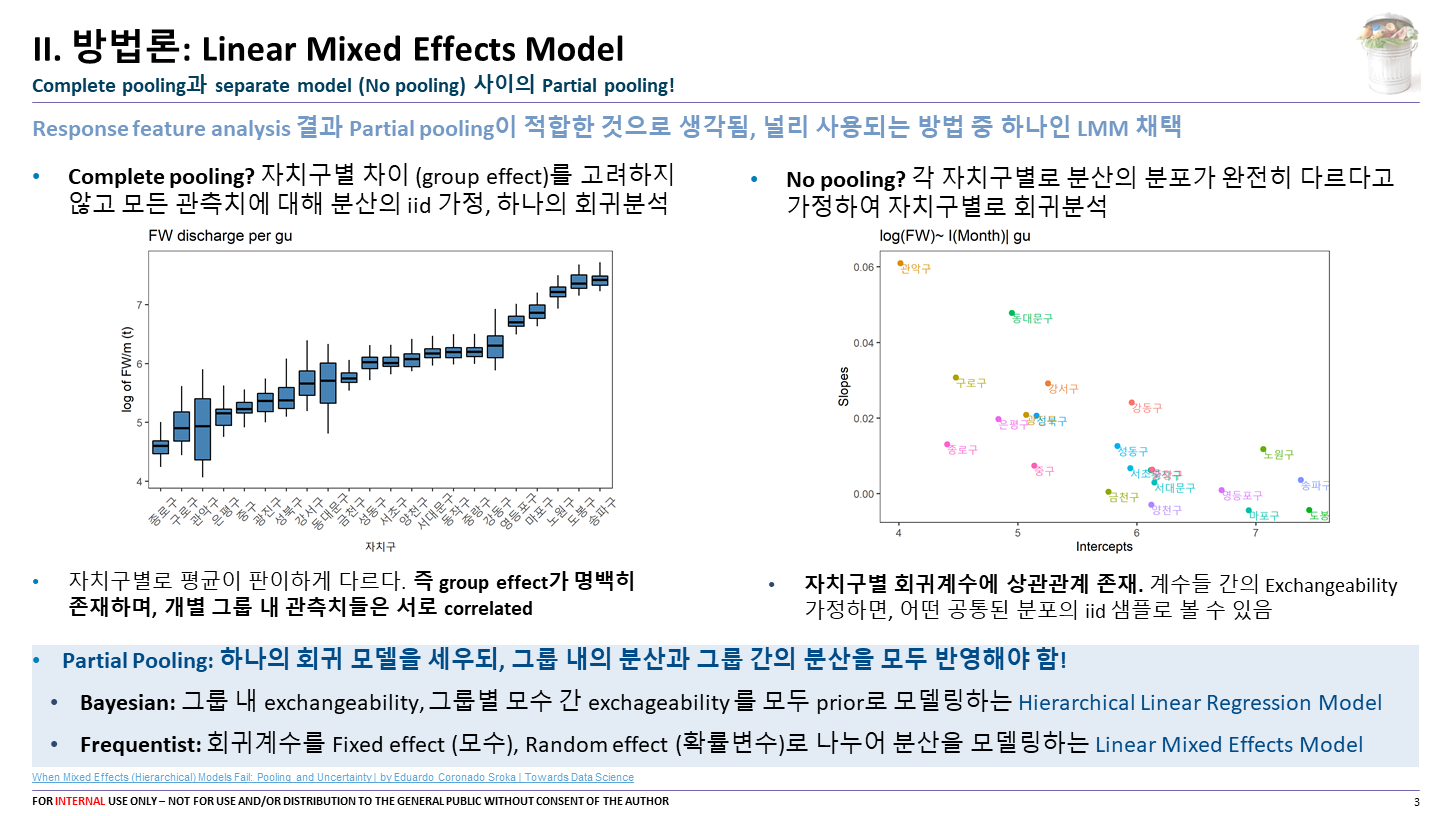 II. 방법론: Linear Mixed Effects Model
Complete pooling과 separate model (No pooling) 사이의 Partial pooling!
Response feature analysis 결과 Partial pooling이 적합한 것으로 생각됨, 널리 사용되는 방법 중 하나인 LMM 채택
• Complete pooling? 자치구별 차이 (group effect)를 고려하지
않고 모든 관측치에 대해 분산의 iid 가정, 하나의 회귀분석
FW discharge per gu
log of FW/m (t)
7
6
5
4
종로구
구로구
관악구
은평구
중구
광진구
성북구
강서구
동대문구
금천구
성동구
서초구
양천구
서대문구
동작구
중랑구
강동구
영등포구
마포구
노원구
도봉구
송파구
자치구
• 자치구별로 평균이 판이하게 다르다. 즉 group effect가 명백히
존재하며, 개별 그룹 내 관측치들은 서로 correlated
• No pooling? 각 자치구별로 분산의 분포가 완전히 다르다고
가정하여 자치구별로 회귀분석
log(FW)~ I(Month)| gu
Slopes
0.06
0.04
0.02
0.00
관악구
동대문구
구로구
강서구
강동구
성북구
은평구
종로구
성동구
노원구
중구
서초
서대문구
송파구
금천구
영등포구
양천구
마포구
도봉
4
5
6
7
Intercepts
• 자치구별 회귀계수에 상관관계 존재. 계수들 간의 Exchangeability
가정하면, 어떤 공통된 분포의 iid 샘플로 볼 수 있음
• Partial Pooling: 하나의 회귀 모델을 세우되, 그룹 내의 분산과 그룹 간의 분산을 모두 반영해야 함!
• Bayesian: 그룹 내 exchangeability, 그룹별 모수 간 exchageability 를 모두 prior로 모델링하는 Hierarchical Linear Regression Model
• Frequentist: 회귀계수를 Fixed effect (모수), Random effect (확률변수)로 나누어 분산을 모델링하는 Linear Mixed Effects Model
When Mixed Effects (Hierarchical) Models Fail: Pooling and Uncertainty | by Eduardo Coronado Sroka | Towards Data Science
FOR INTERNAL USE ONLY – NOT FOR USE AND/OR DISTRIBUTION TO THE GENERAL PUBLIC WITHOUT CONSENT OF THE AUTHOR
3